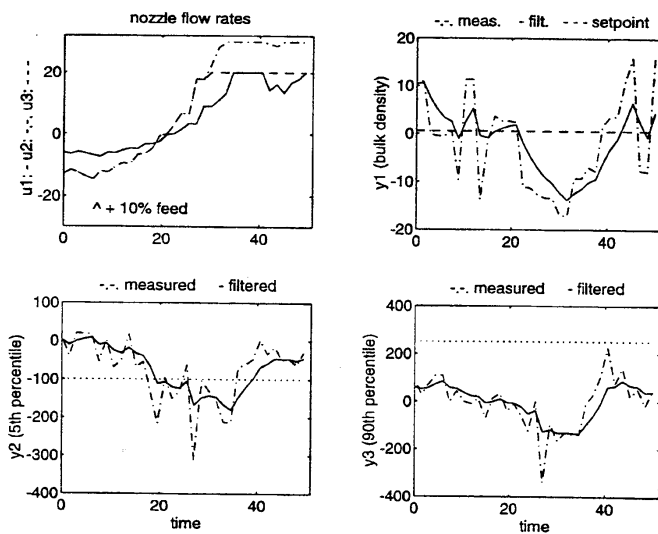 nozzle flow rates
20
0
-20
0 20 40
u1: - u2: -.-. u3: - - -
^ + 10% feed
-.-. meas. - filt. - - - setpoint
20
10
0
-10
-20
0 20 40
y1 (bulk density)
-.-. measured - filtered
100
0
-100
-200
-300
-400
0 20 40
y2 (5th percentile)
time
-.-. measured - filtered
400
200
0
-200
-400
0 20 40
y3 (90th percentile)
time